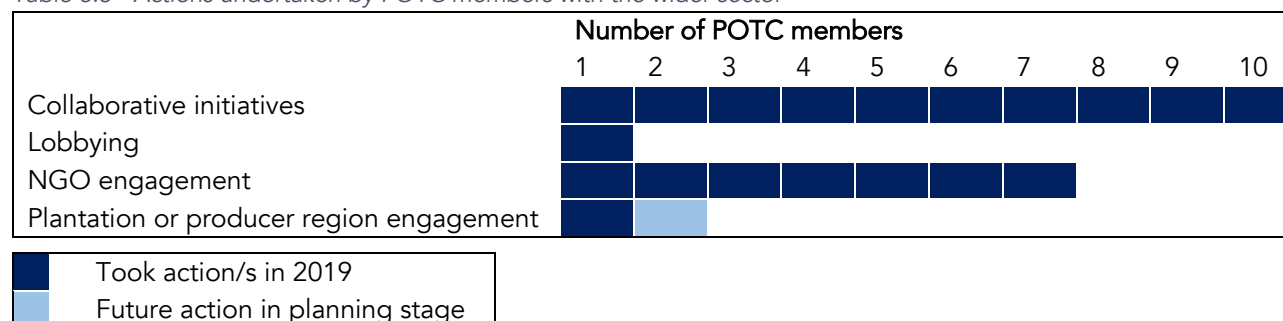 Number of POTC members
1 2 3 4 5 6 7 8 9 10
Collaborative initiatives
Lobbying
NGO engagement
Plantation or producer region engagement
Took action/s in 2019
Future action in planning stage